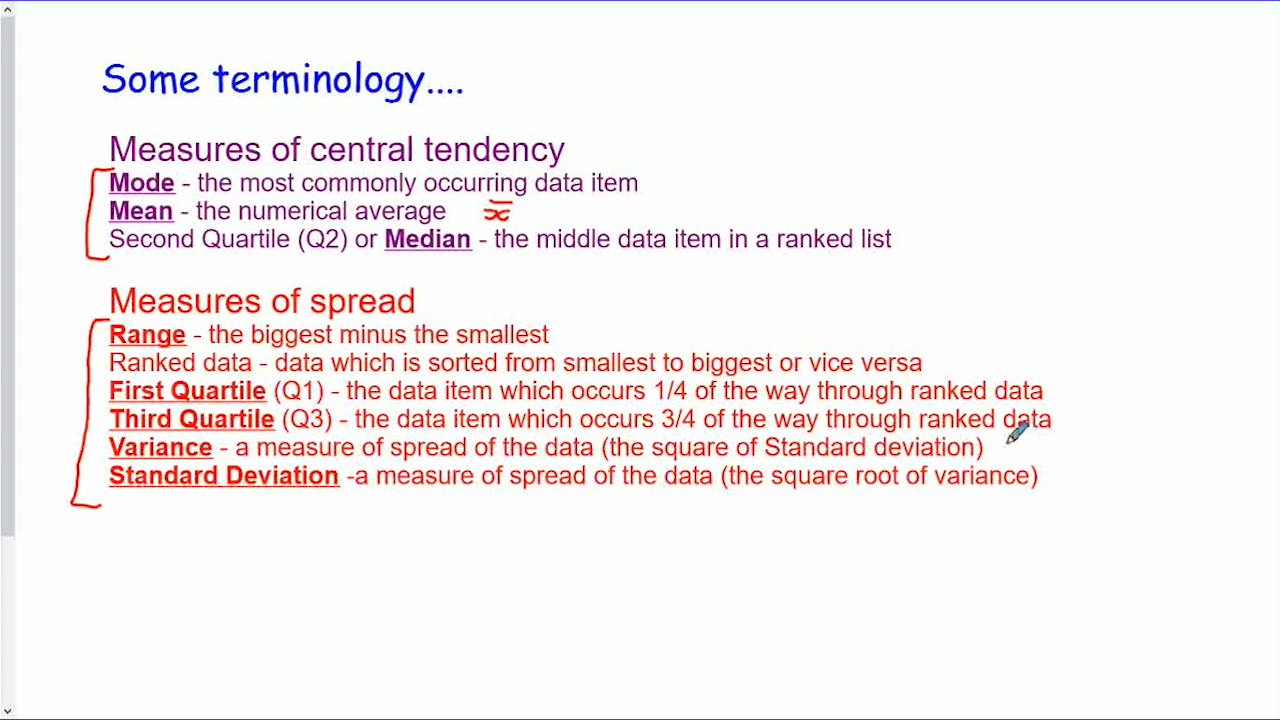 Some terminology....
Measures of central tendency
Mode - the most commonly occurring data item
Mean - the numerical average x̅
Second Quartile (Q2) or Median - the middle data item in a ranked list
Measures of spread
Range - the biggest minus the smallest
Ranked data - data which is sorted from smallest to biggest or vice versa
First Quartile (Q1) - the data item which occurs 1/4 of the way through ranked data
Third Quartile (Q3) - the data item which occurs 3/4 of the way through ranked data
Variance - a measure of spread of the data (the square of Standard deviation)
Standard Deviation -a measure of spread of the data (the square root of variance)